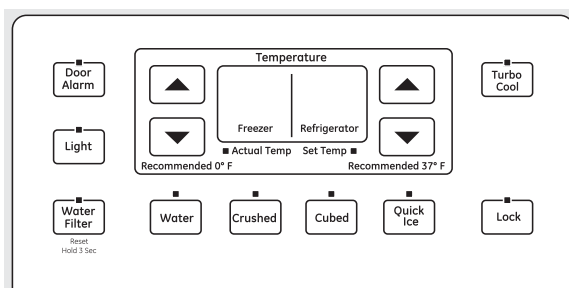 Temperature
Door
Alarm
Turbo
Cool
Freezer
Refrigerator
Light
Actual Temp
Set Temp
Recommended 0° F
Recommended 37° F
Water
Filter
Water
Crushed
Cubed
Quick
Ice
Lock
Reset
Hold 3 Sec